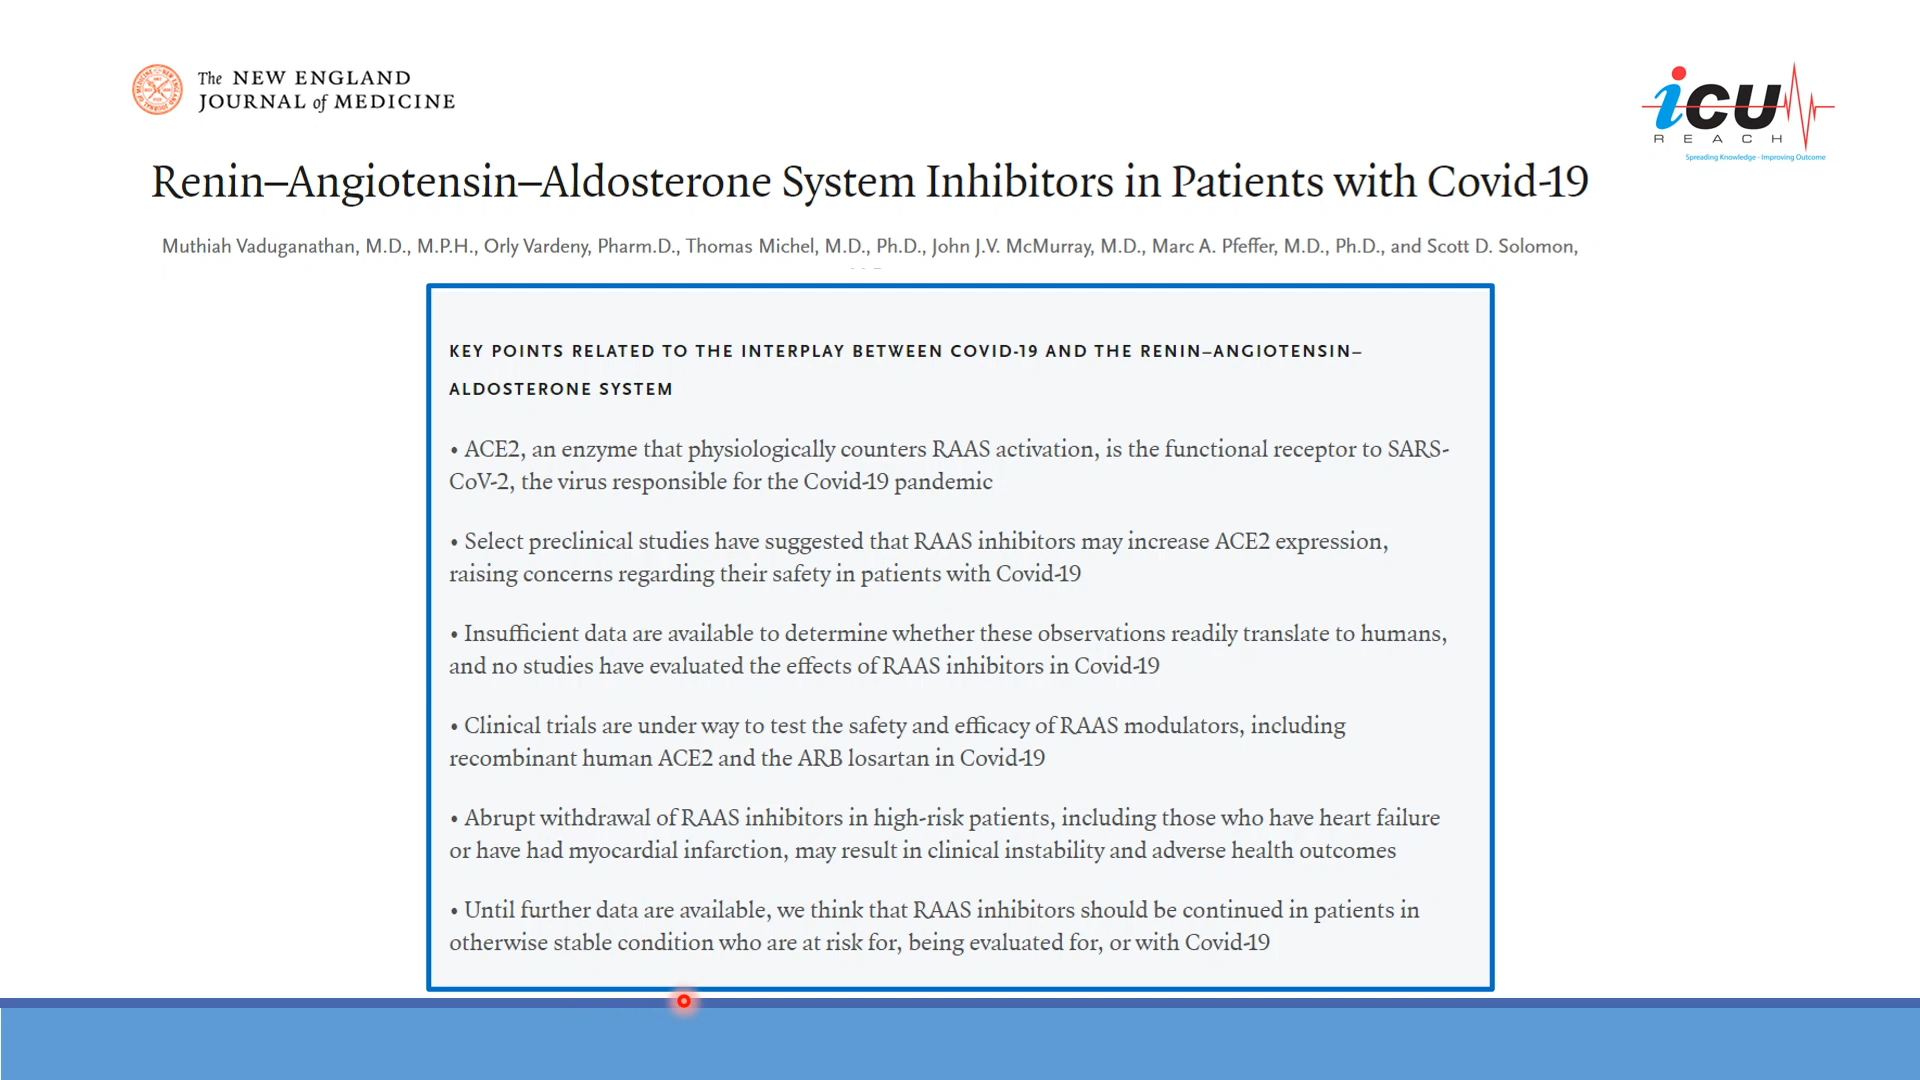 The NEW ENGLAND
JOURNAL of MEDICINE
icu
REACH
Spreading Knowledge - Improving Outcome
Renin–Angiotensin–Aldosterone System Inhibitors in Patients with Covid-19
Muthiah Vaduganathan, M.D., M.P.H., Orly Vardeny, Pharm.D., Thomas Michel, M.D., Ph.D., John J.V. McMurray, M.D., Marc A. Pfeffer, M.D., Ph.D., and Scott D. Solomon,
KEY POINTS RELATED TO THE INTERPLAY BETWEEN COVID-19 AND THE RENIN–ANGIOTENSIN–
ALDOSTERONE SYSTEM
• ACE2, an enzyme that physiologically counters RAAS activation, is the functional receptor to SARS-
CoV-2, the virus responsible for the Covid-19 pandemic
• Select preclinical studies have suggested that RAAS inhibitors may increase ACE2 expression,
raising concerns regarding their safety in patients with Covid-19
• Insufficient data are available to determine whether these observations readily translate to humans,
and no studies have evaluated the effects of RAAS inhibitors in Covid-19
• Clinical trials are under way to test the safety and efficacy of RAAS modulators, including
recombinant human ACE2 and the ARB losartan in Covid-19
• Abrupt withdrawal of RAAS inhibitors in high-risk patients, including those who have heart failure
or have had myocardial infarction, may result in clinical instability and adverse health outcomes
• Until further data are available, we think that RAAS inhibitors should be continued in patients in
otherwise stable condition who are at risk for, being evaluated for, or with Covid-19